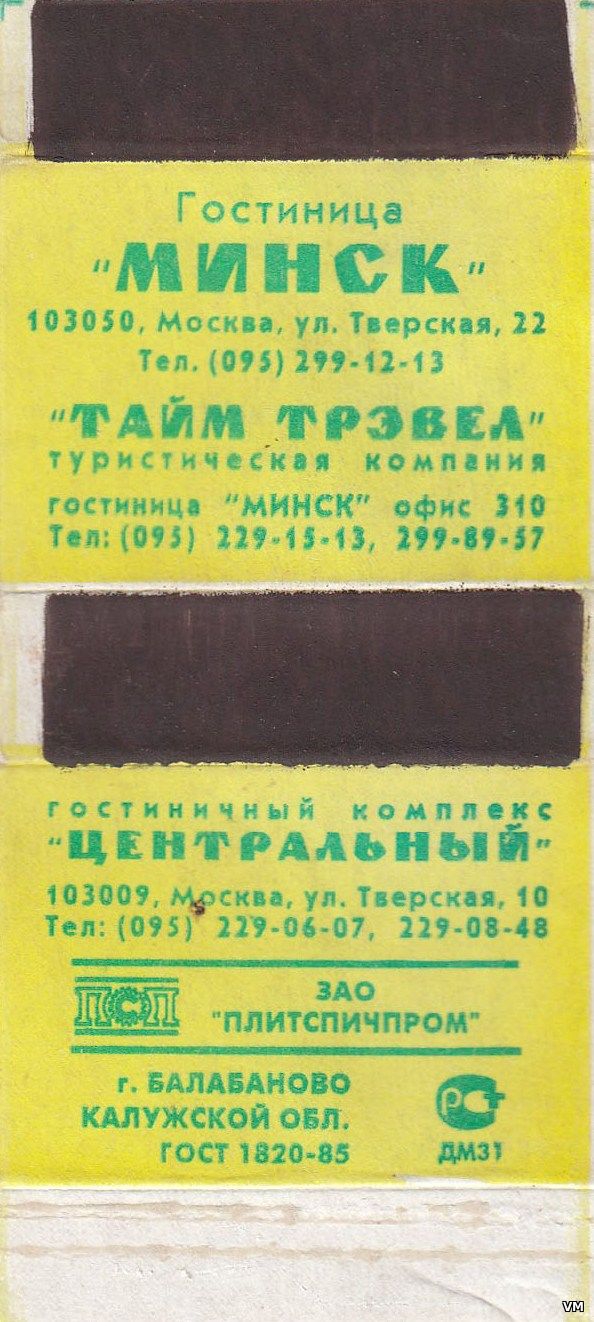 Гостиница
"МИНСК"
103050, Москва, ул. Тверская, 22
Тел. (095) 299-12-13
"ТАЙМ ТРЭВЕЛ"
туристическая компания
гостиница "МИНСК" офис 310
Тел: (095) 229-15-13, 299-89-57
гостиничный комплекс
"ЦЕНТРАЛЬНЫЙ"
103009, Москва, ул. Тверская, 10
Тел: (095) 229-06-07, 229-08-48
ПСП
ЗАО
"ПЛИТСПИЧПРОМ"
г. БАЛАБАНОВО
КАЛУЖСКОЙ ОБЛ.
ГОСТ 1820-85
РСТ
ДМ31
VM